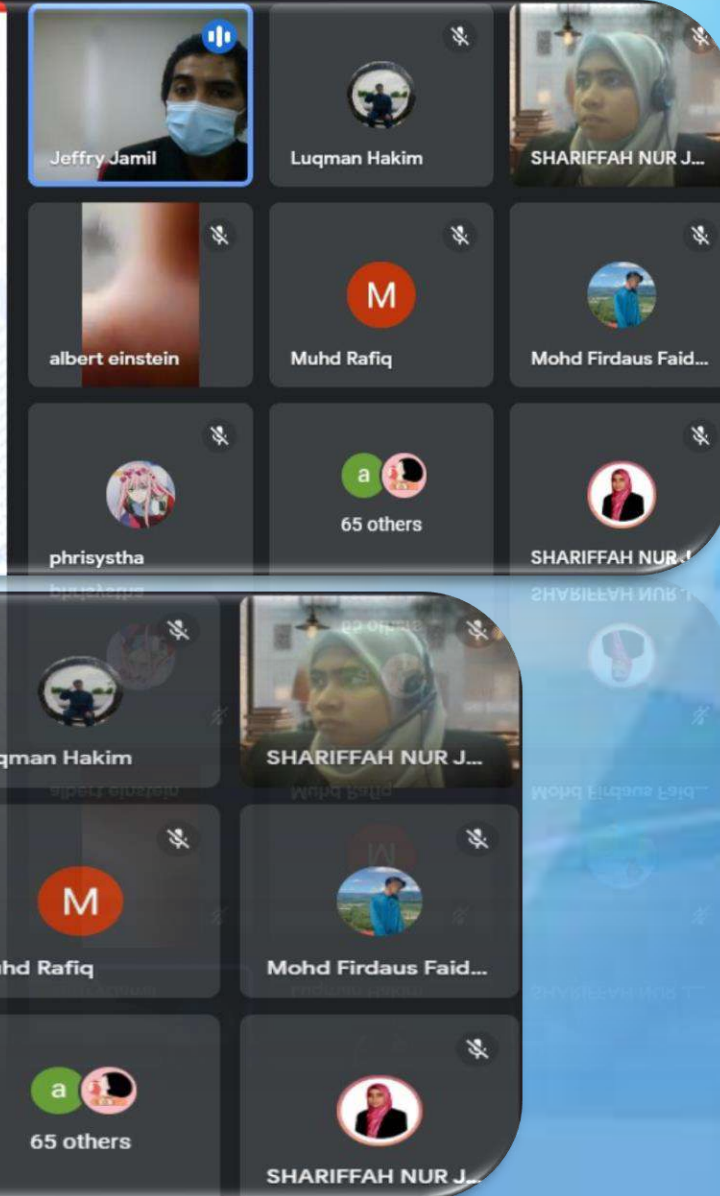 Jeffry Jamil
Luqman Hakim
SHARIFFAH NUR J...
albert einstein
M
Muhd Rafiq
Mohd Firdaus Faid...
a
65 others
phrisystha
SHARIFFAH NUR J
qman Hakim
SHARIFFAH NUR J...
M
hd Rafiq
Mohd Firdaus Faid...
a
65 others
SHARIFFAH NUR J...